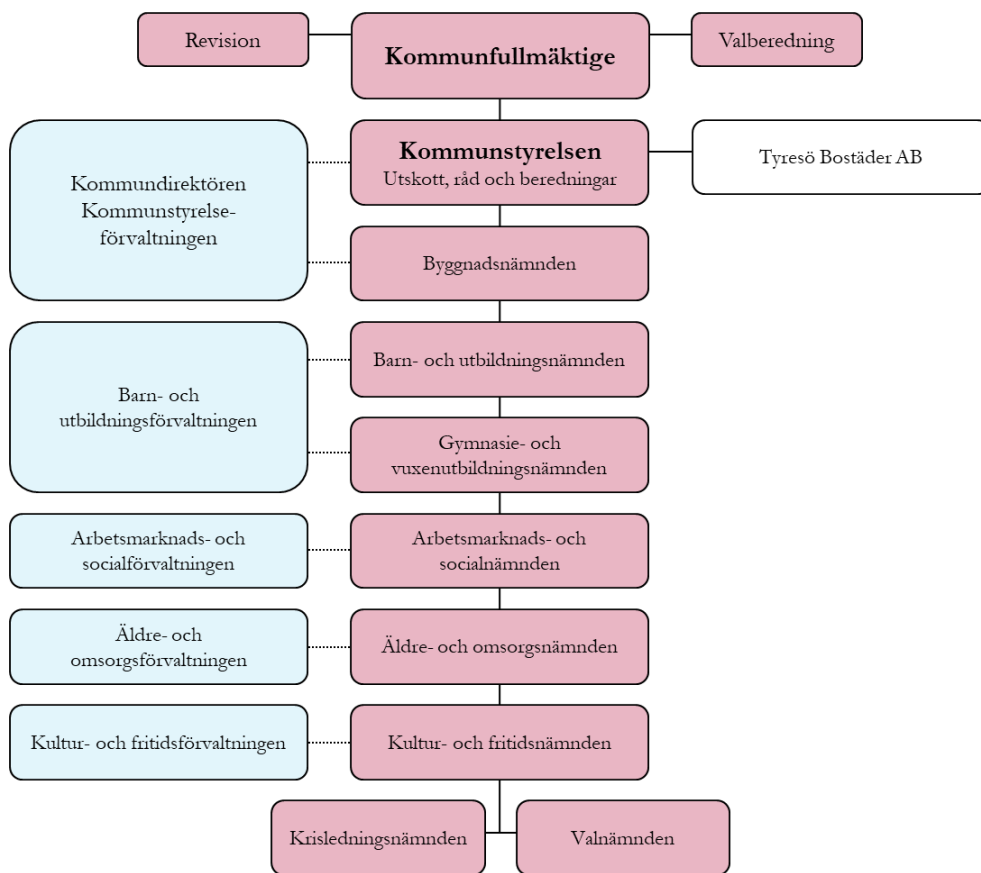 Revision
Kommunfullmäktige
Valberedning
Kommundirektören
Kommunstyrelse-
förvaltningen
Kommunstyrelsen
Utskott, råd och beredningar
Tyresö Bostäder AB
Byggnadsnämnden
Barn- och
utbildningsförvaltningen
Barn- och utbildningsnämnden
Gymnasie- och
vuxenutbildningsnämnden
Arbetsmarknads- och
socialförvaltningen
Arbetsmarknads- och
socialnämnden
Äldre- och
omsorgsförvaltningen
Äldre- och omsorgsnämnden
Kultur- och fritidsförvaltningen
Kultur- och fritidsnämnden
Krisledningsnämnden
Valnämnden